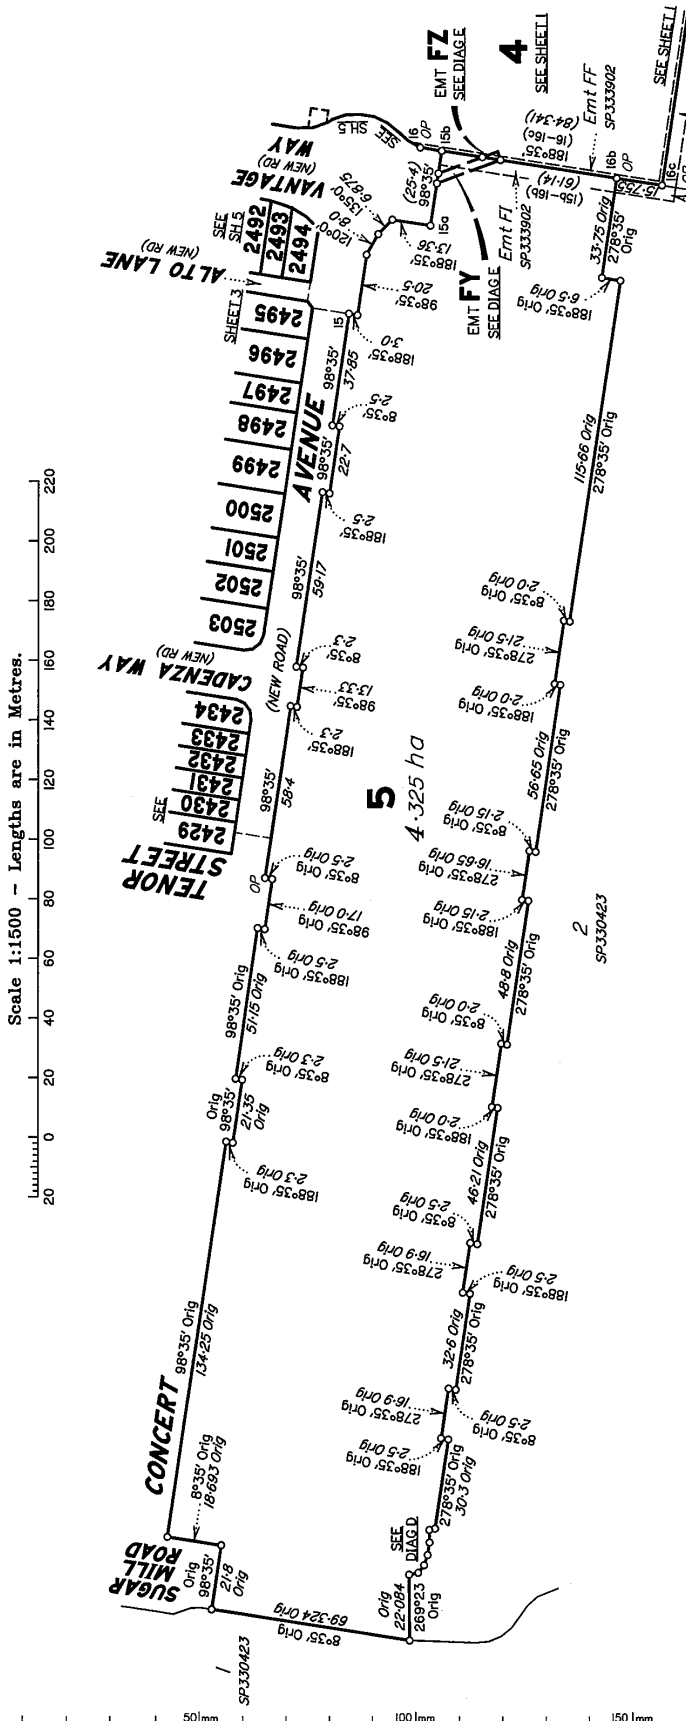 Scale 1:1500 – Lengths are in Metres.
20
0
20
40
60
80
100
120
140
160
180
200
220
SUGAR
MILL
ROAD
CONCERT
AVENUE
(NEW ROAD)
TENOR
STREET
CADENZA WAY
(NEW RD)
ALTO LANE
(NEW RD)
VANTAGE
WAY
(NEW RD)
SEE
2429
2430
2431
2432
2433
2434
2503
2502
2501
2500
2499
2498
2497
2496
2495
SHEET 3
SEE
SH 5
2492
2493
2494
SEE
SH.5
1
SP330423
8°35' Orig
69·324 Orig
Orig
98°35'
21·8
Orig
8°35' Orig
18·693 Orig
98°35' Orig
134·25 Orig
188°35' Orig
2·3 Orig
Orig
98°35'
21·35
Orig
8°35' Orig
2·3 Orig
98°35' Orig
51·15 Orig
188°35' Orig
2·5 Orig
98°35' Orig
17·0 Orig
8°35' Orig
2·5 Orig
OP
98°35'
58·4
188°35'
2·3
98°35'
13·33
8°35'
2·3
98°35'
59·17
188°35'
2·5
98°35'
22·7
8°35'
2·5
98°35'
37·85
15
188°35'
3·0
98°35'
20·5
120°0'
8·0
135°0'
6·875
188°35'
13·36
15a
98°35'
(25·4)
15b
16
OP
EMT FZ
SEE DIAG E
4
SEE SHEET 1
EMT FY
SEE DIAG E
Emt FI
SP333902
Emt FF
SP333902
(84·34)
(16-16c)
188°35'
(15b-16b)
(61·14)
16b
OP
16c
15·755
SEE SHEET 1
33·75 Orig
278°35'
Orig
188°35' Orig
6·5 Orig
115·66 Orig
278°35' Orig
8°35' Orig
2·0 Orig
278°35' Orig
21·5 Orig
188°35' Orig
2·0 Orig
56·65 Orig
278°35' Orig
8°35' Orig
2·15 Orig
278°35' Orig
16·65 Orig
188°35' Orig
2·15 Orig
48·8 Orig
278°35' Orig
8°35' Orig
2·0 Orig
278°35' Orig
21·5 Orig
188°35' Orig
2·0 Orig
46·21 Orig
278°35' Orig
8°35' Orig
2·5 Orig
278°35' Orig
16·9 Orig
188°35' Orig
2·5 Orig
32·6 Orig
278°35' Orig
8°35' Orig
2·5 Orig
278°35' Orig
16·9 Orig
188°35' Orig
2·5 Orig
278°35' Orig
30·3 Orig
SEE
DIAG D
Orig
22·084
269°23
Orig
5
4·325 ha
2
SP330423
50 mm
100 mm
150 mm